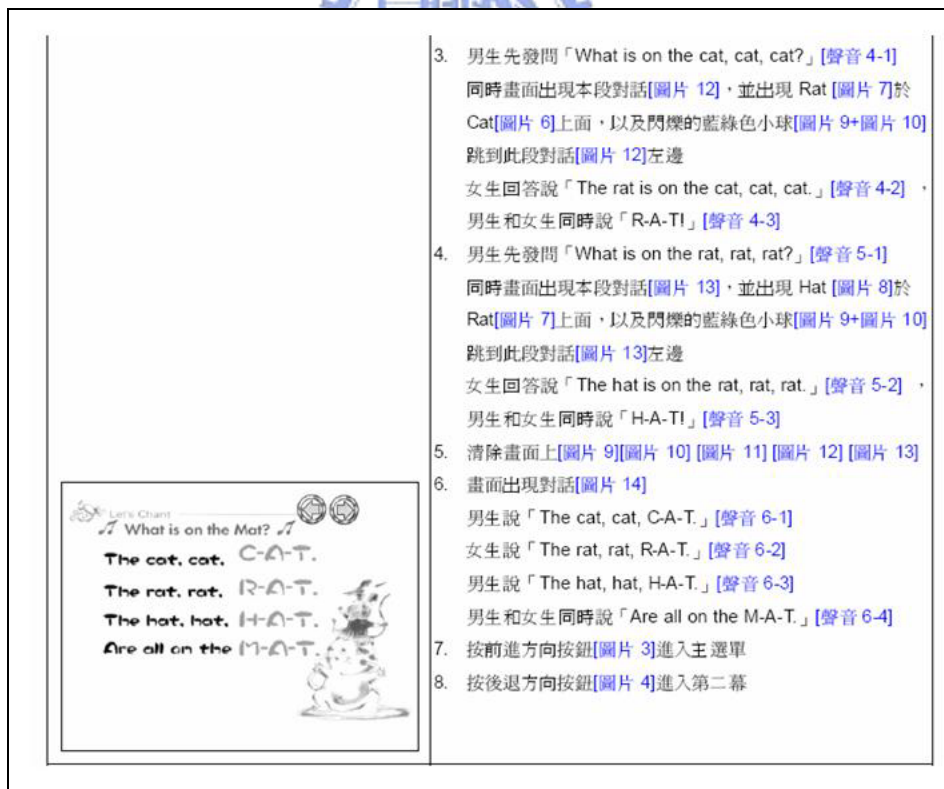 3. 男生先發問「What is on the cat, cat, cat?」[聲音 4-1]
同時畫面出現本段對話[圖片 12]，並出現 Rat [圖片 7]於
Cat[圖片 6]上面，以及閃爍的藍綠色小球[圖片 9+圖片 10]
跳到此段對話[圖片 12]左邊
女生回答說「The rat is on the cat, cat, cat.」[聲音 4-2] ，
男生和女生同時說「R-A-T!」[聲音 4-3]
4. 男生先發問「What is on the rat, rat, rat?」[聲音 5-1]
同時畫面出現本段對話[圖片 13]，並出現 Hat [圖片 8]於
Rat[圖片 7]上面，以及閃爍的藍綠色小球[圖片 9+圖片 10]
跳到此段對話[圖片 13]左邊
女生回答說「The hat is on the rat, rat, rat.」[聲音 5-2] ，
男生和女生同時說「H-A-T!」[聲音 5-3]
5. 清除畫面上[圖片 9][圖片 10] [圖片 11] [圖片 12] [圖片 13]
6. 畫面出現對話[圖片 14]
男生說「The cat, cat, C-A-T.」[聲音 6-1]
女生說「The rat, rat, R-A-T.」[聲音 6-2]
男生說「The hat, hat, H-A-T.」[聲音 6-3]
男生和女生同時說「Are all on the M-A-T.」[聲音 6-4]
7. 按前進方向按鈕[圖片 3]進入主選單
8. 按後退方向按鈕[圖片 4]進入第二幕
Let's Chant
What is on the Mat?
The cat, cat, C-A-T.
The rat, rat, R-A-T.
The hat, hat, H-A-T.
Are all on the M-A-T.